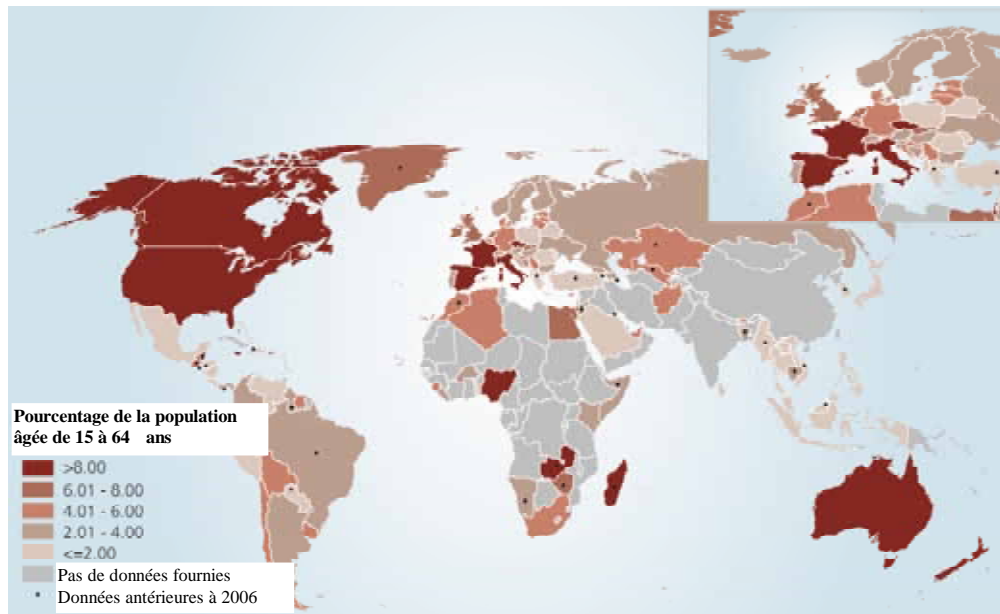 Pourcentage de la population
âgée de 15 à 64 ans
>8.00
6.01 - 8.00
4.01 - 6.00
2.01 - 4.00
<=2.00
Pas de données fournies
Données antérieures à 2006